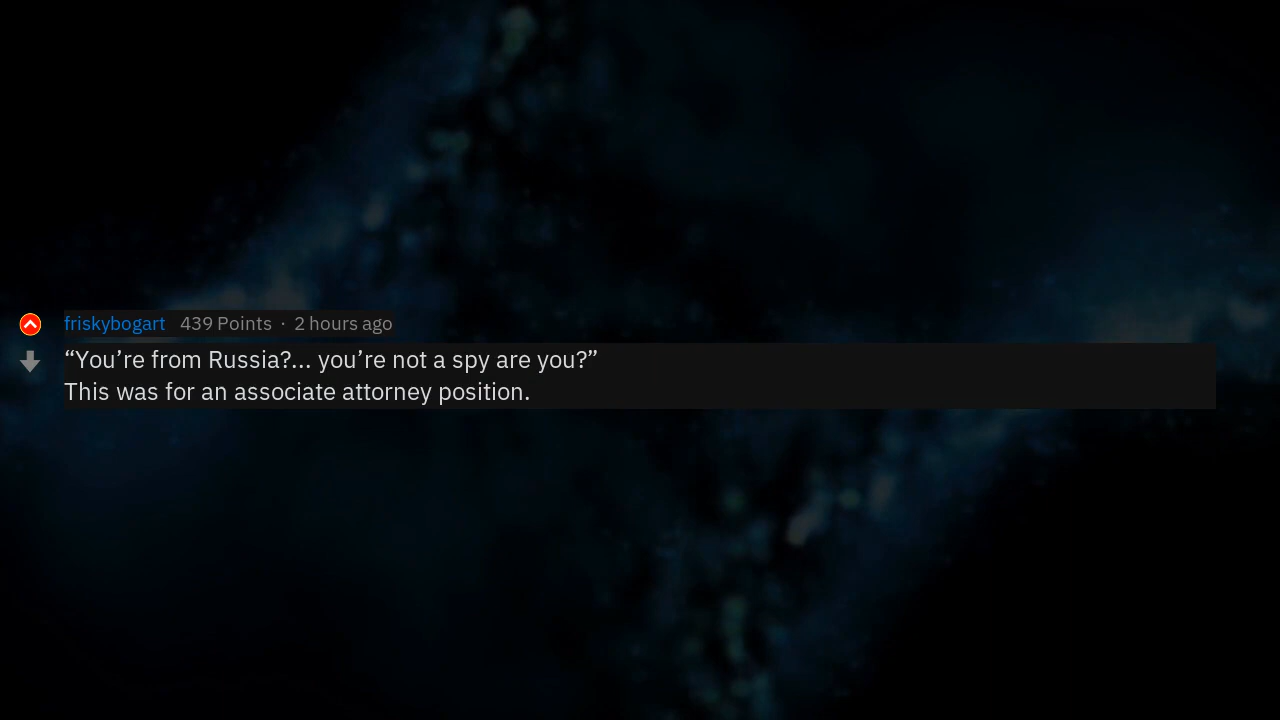 friskybogart 439 Points · 2 hours ago
“You’re from Russia?... you’re not a spy are you?”
This was for an associate attorney position.